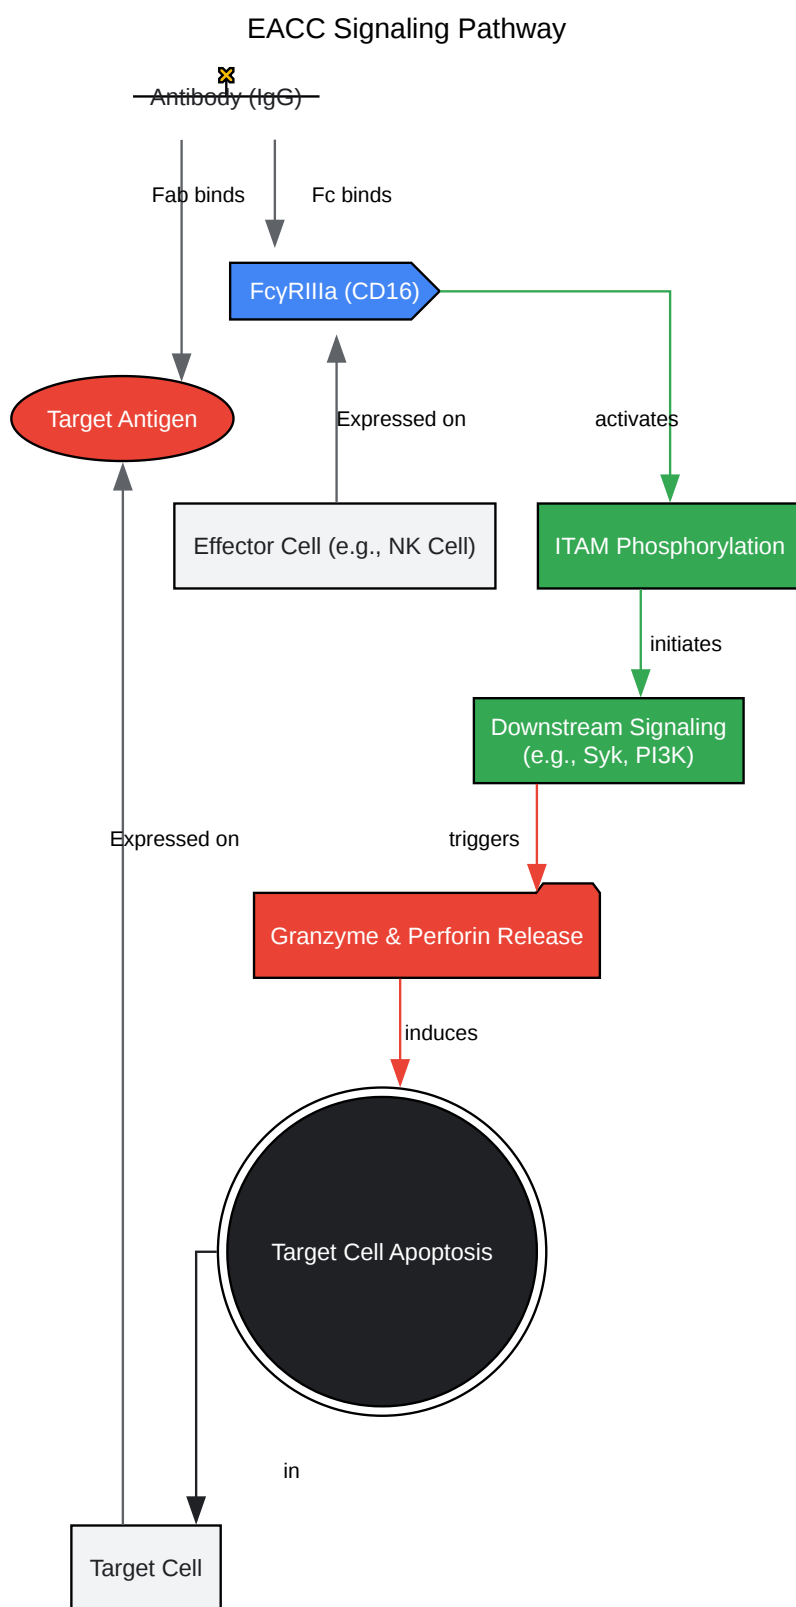 EACC Signaling Pathway
Antibody (IgG)
Fab binds
Fc binds
FcγRIIIa (CD16)
Target Antigen
Expressed on
activates
Effector Cell (e.g., NK Cell)
ITAM Phosphorylation
initiates
Downstream Signaling
(e.g., Syk, PI3K)
Expressed on
triggers
Granzyme & Perforin Release
induces
Target Cell Apoptosis
in
Target Cell